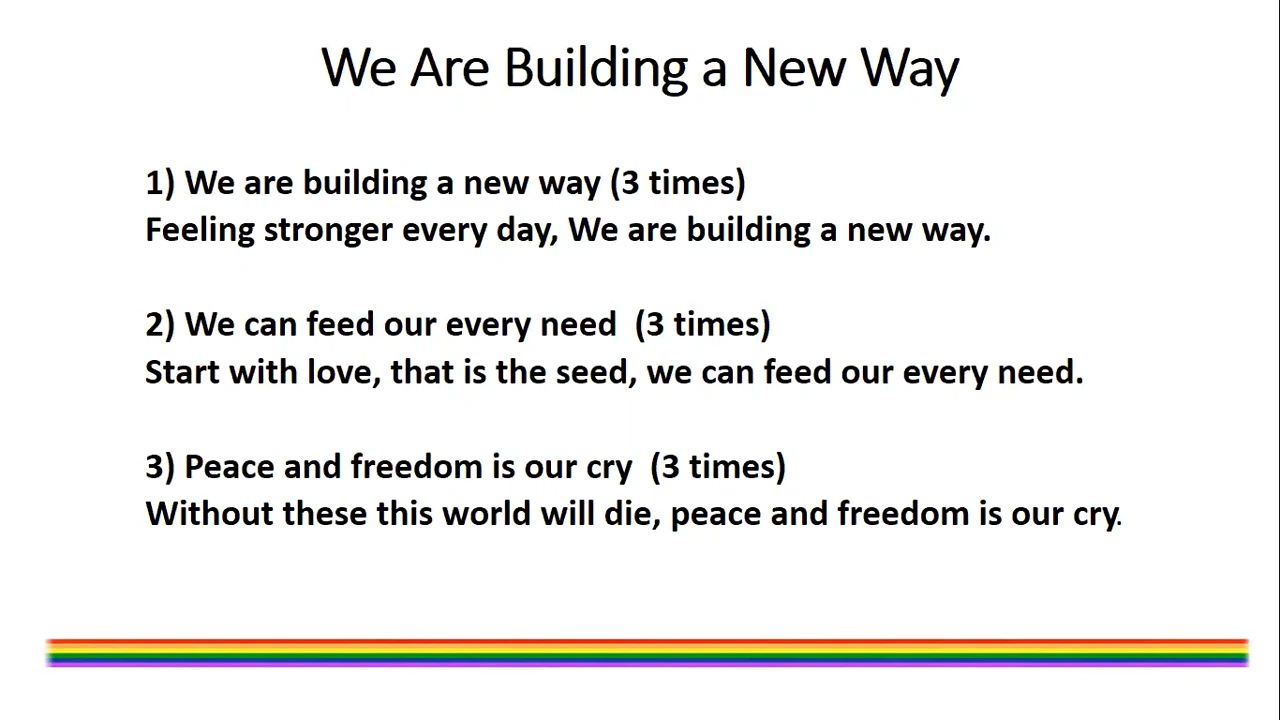 We Are Building a New Way
1) We are building a new way (3 times)
Feeling stronger every day, We are building a new way.
2) We can feed our every need  (3 times)
Start with love, that is the seed, we can feed our every need.
3) Peace and freedom is our cry  (3 times)
Without these this world will die, peace and freedom is our cry.